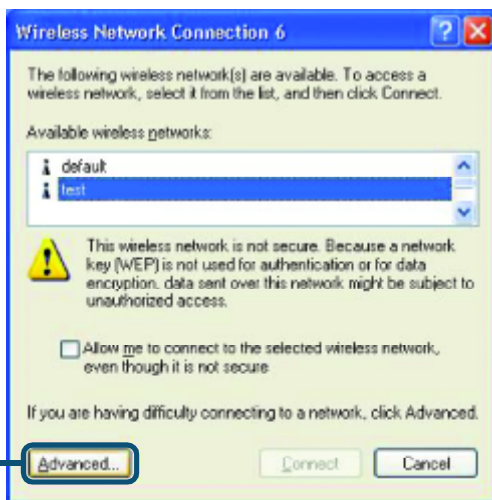 Wireless Network Connection 6
The following wireless network(s) are available. To access a
wireless network, select it from the list, and then click Connect.
Available wireless networks:
default
test
This wireless network is not secure. Because a network
key (WEP) is not used for authentication or for data
encryption, data sent over this network might be subject to
unauthorized access.
Allow me to connect to the selected wireless network,
even though it is not secure
If you are having difficulty connecting to a network, click Advanced.
Advanced... Connect Cancel